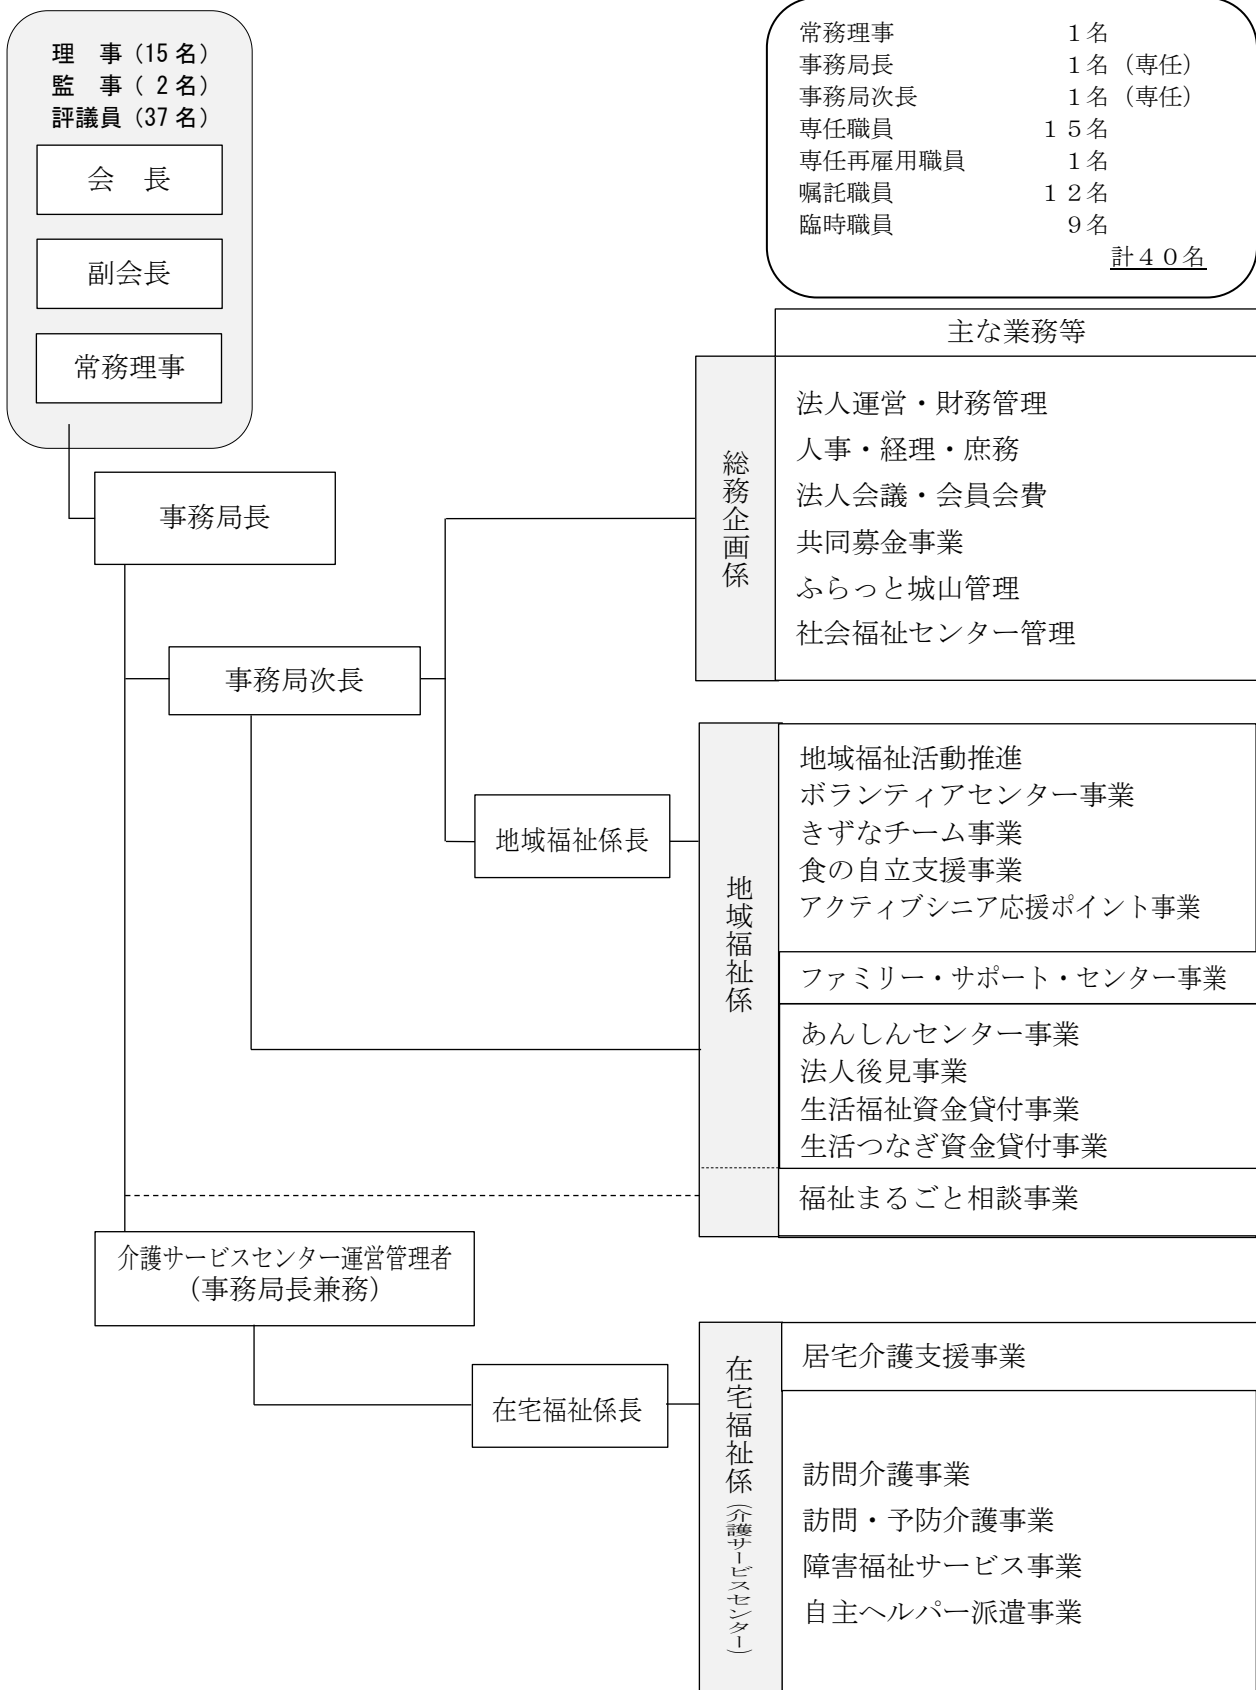 理　事（15名）
監　事（ 2名）
評議員（37名）
会　長
副会長
常務理事
常務理事　１名
事務局長　１名（専任）
事務局次長　１名（専任）
専任職員　１５名
専任再雇用職員　１名
嘱託職員　１２名
臨時職員　９名
計４０名
事務局長
事務局次長
主な業務等
総務企画係
法人運営・財務管理
人事・経理・庶務
法人会議・会員会費
共同募金事業
ふらっと城山管理
社会福祉センター管理
地域福祉係長
地域福祉係
地域福祉活動推進
ボランティアセンター事業
きずなチーム事業
食の自立支援事業
アクティブシニア応援ポイント事業
ファミリー・サポート・センター事業
あんしんセンター事業
法人後見事業
生活福祉資金貸付事業
生活つなぎ資金貸付事業
福祉まるごと相談事業
介護サービスセンター運営管理者
（事務局長兼務）
在宅福祉係長
在宅福祉係（介護サービスセンター）
居宅介護支援事業
訪問介護事業
訪問・予防介護事業
障害福祉サービス事業
自主ヘルパー派遣事業